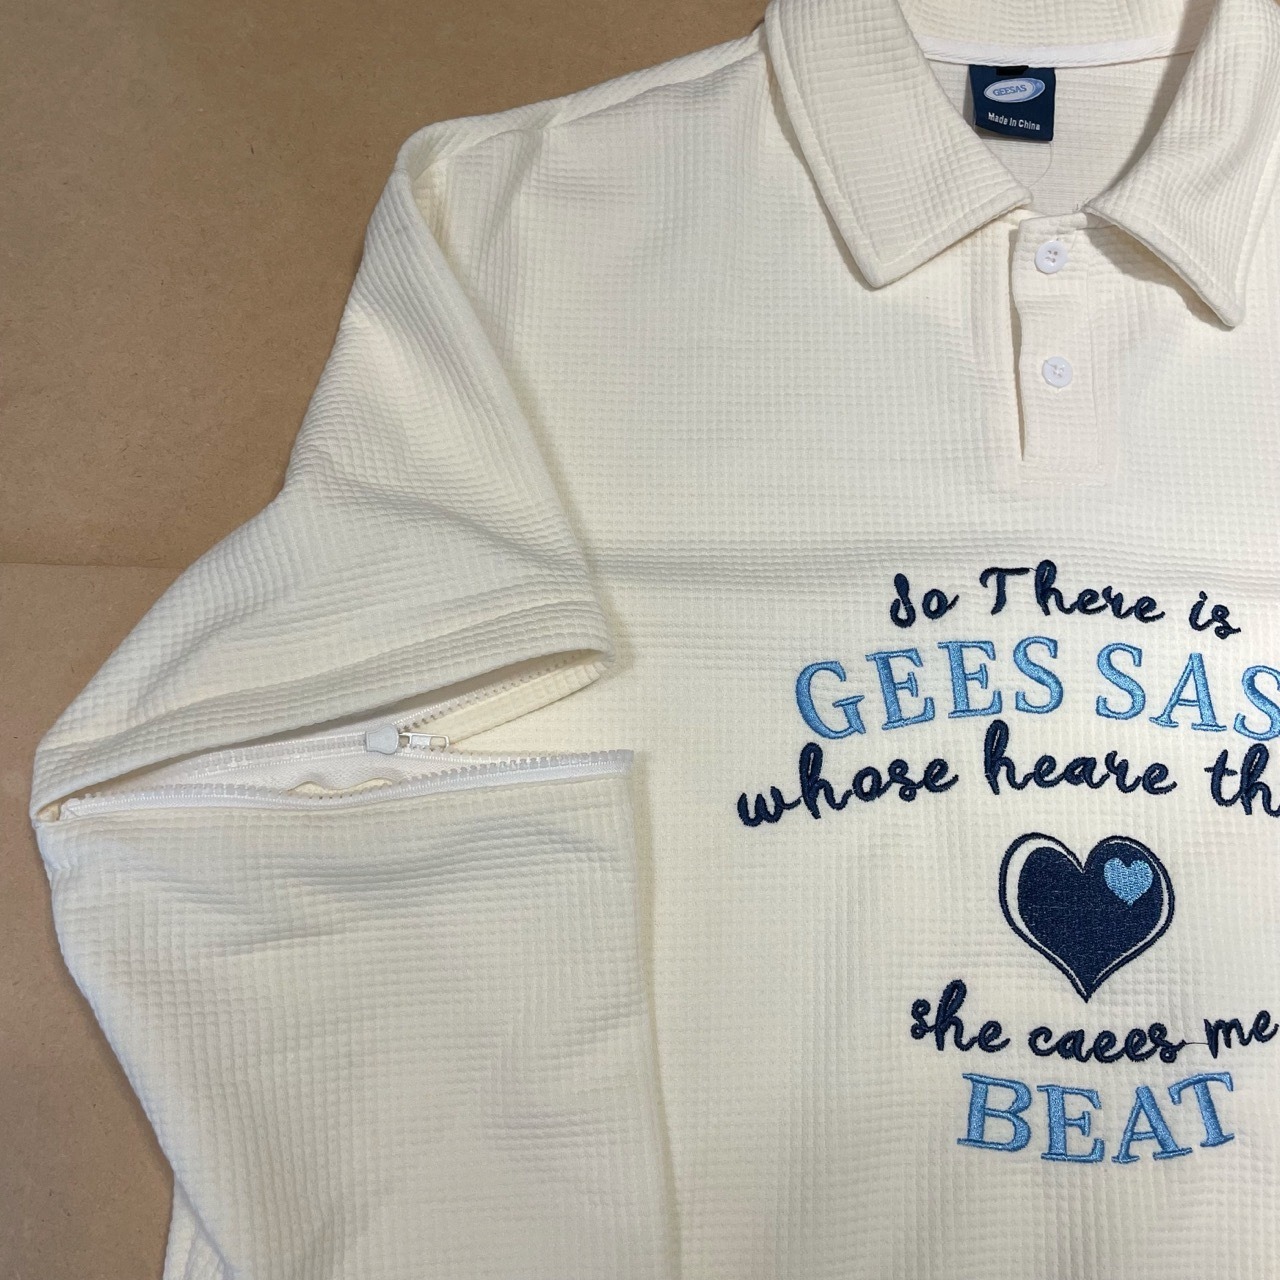 GEESAS
Made In China
So There is
GEES SAS
whose heare th
she caees me
BEAT